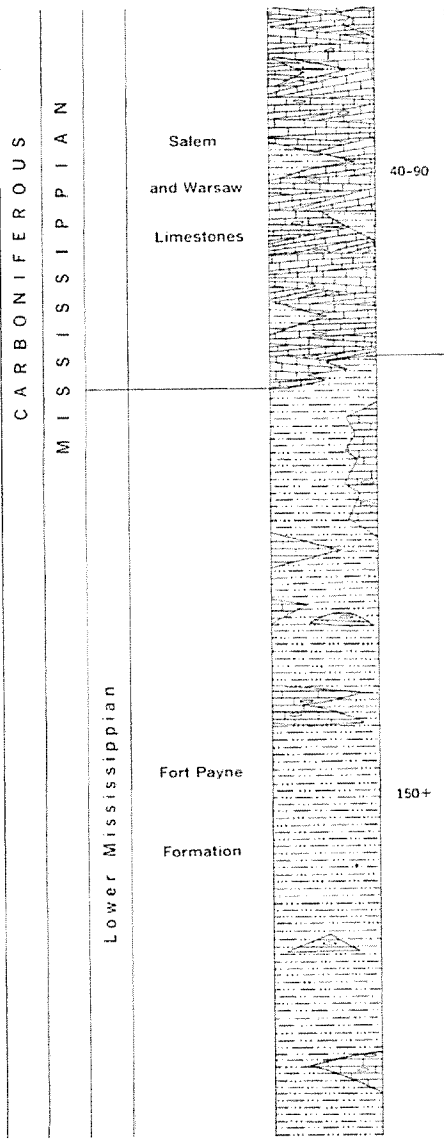 CARBONIFEROUS
MISSISSIPPIAN
Salem
and Warsaw
Limestones
40-90
Lower Mississippian
Fort Payne
Formation
150+